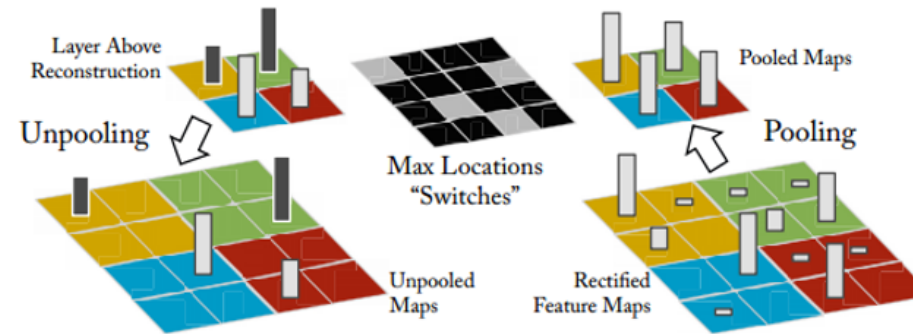 Layer Above
Reconstruction
Pooled Maps
Unpooling
Pooling
Max Locations
“Switches”
Unpooled
Maps
Rectified
Feature Maps